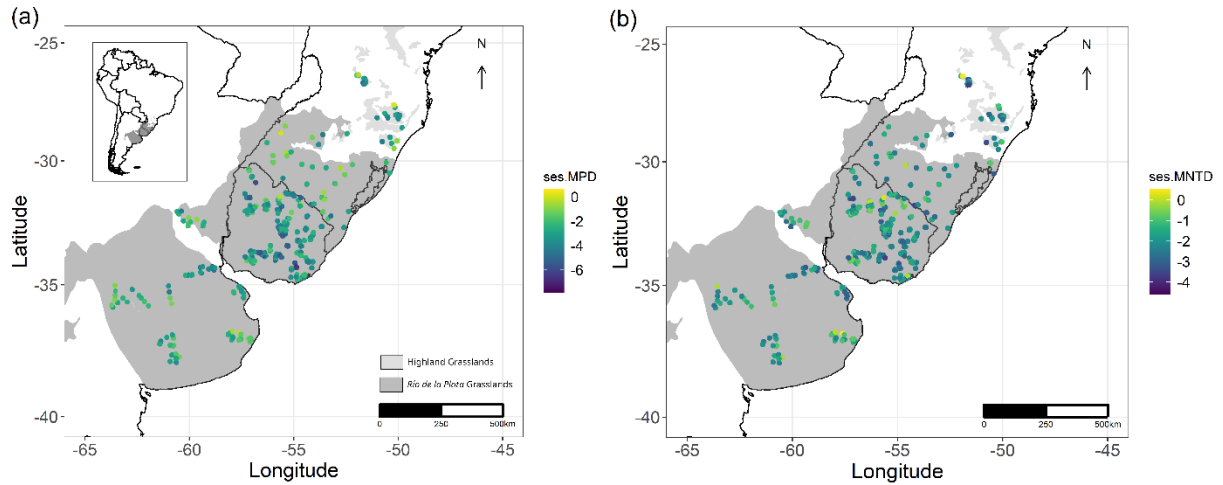 (a)
-25
-30
-35
-40
Latitude
-65
-60
-55
-50
-45
Longitude
N
Highland Grasslands
Río de la Plota Grasslands
0
250
500km
ses.MPD
0
-2
-4
-6
(b)
-25
-30
-35
-40
Latitude
-65
-60
-55
-50
-45
Longitude
N
0
250
500km
ses.MNTD
0
-1
-2
-3
-4